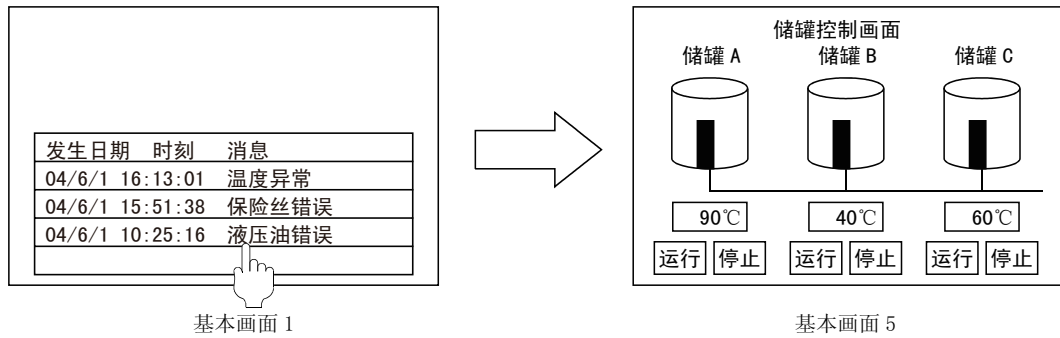 发生日期 时刻 消息
04/6/1 16:13:01 温度异常
04/6/1 15:51:38 保险丝错误
04/6/1 10:25:16 液压油错误
基本画面 1
储罐控制画面
储罐 A 储罐 B 储罐 C
90℃ 40℃ 60℃
运行 停止 运行 停止 运行 停止
基本画面 5